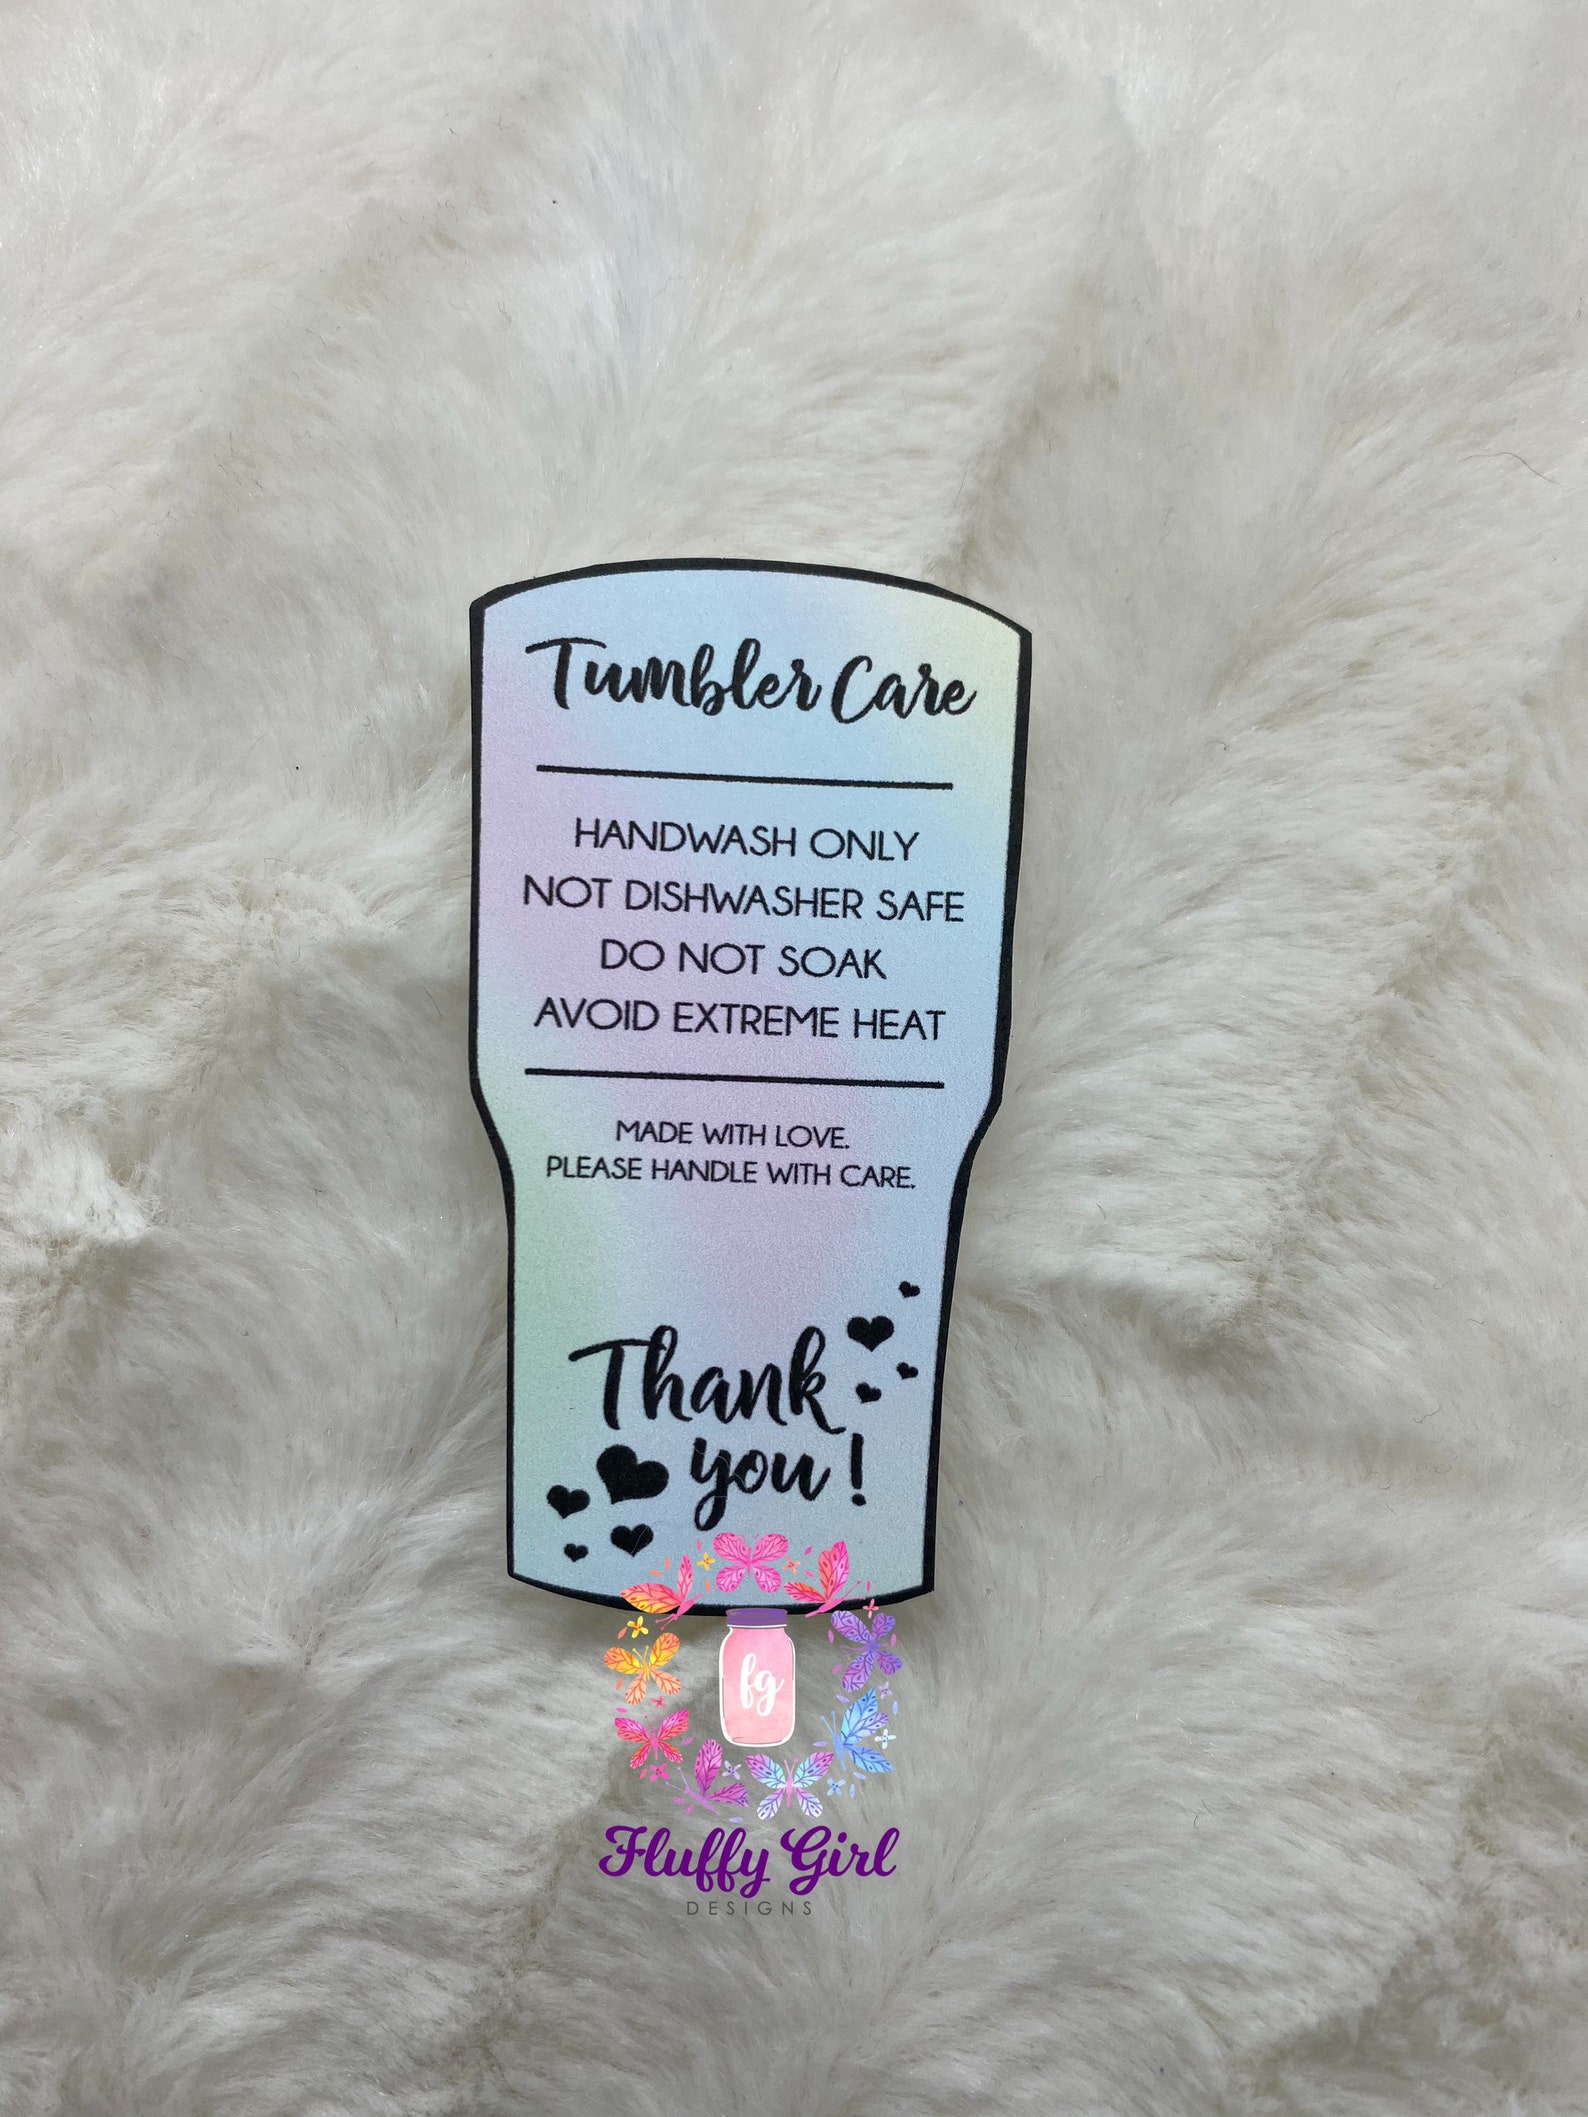 Tumbler Care
HANDWASH ONLY
NOT DISHWASHER SAFE
DO NOT SOAK
AVOID EXTREME HEAT
MADE WITH LOVE.
PLEASE HANDLE WITH CARE.
Thank
you!
fg
Fluffy Girl
DESIGNS